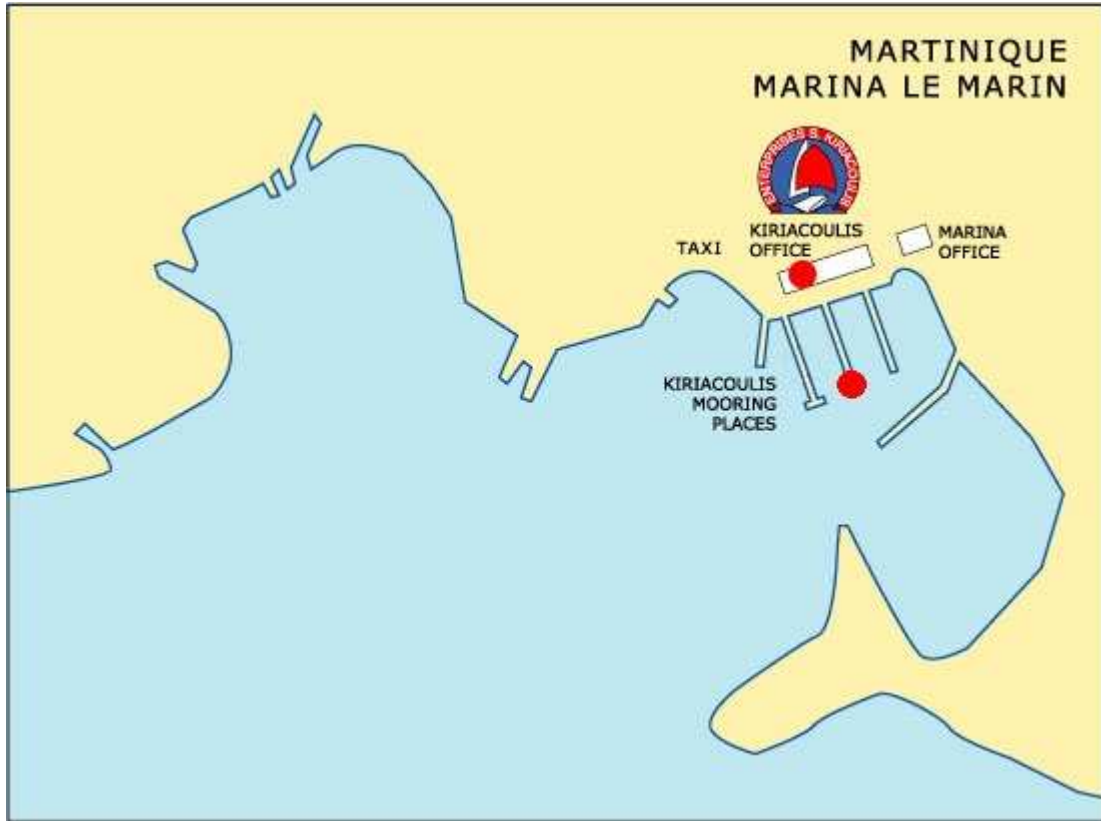 MARTINIQUE
MARINA LE MARIN
ENTERPRISES S. KIRIACOULIS
KIRIACOULIS
OFFICE
MARINA
OFFICE
TAXI
KIRIACOULIS
MOORING
PLACES